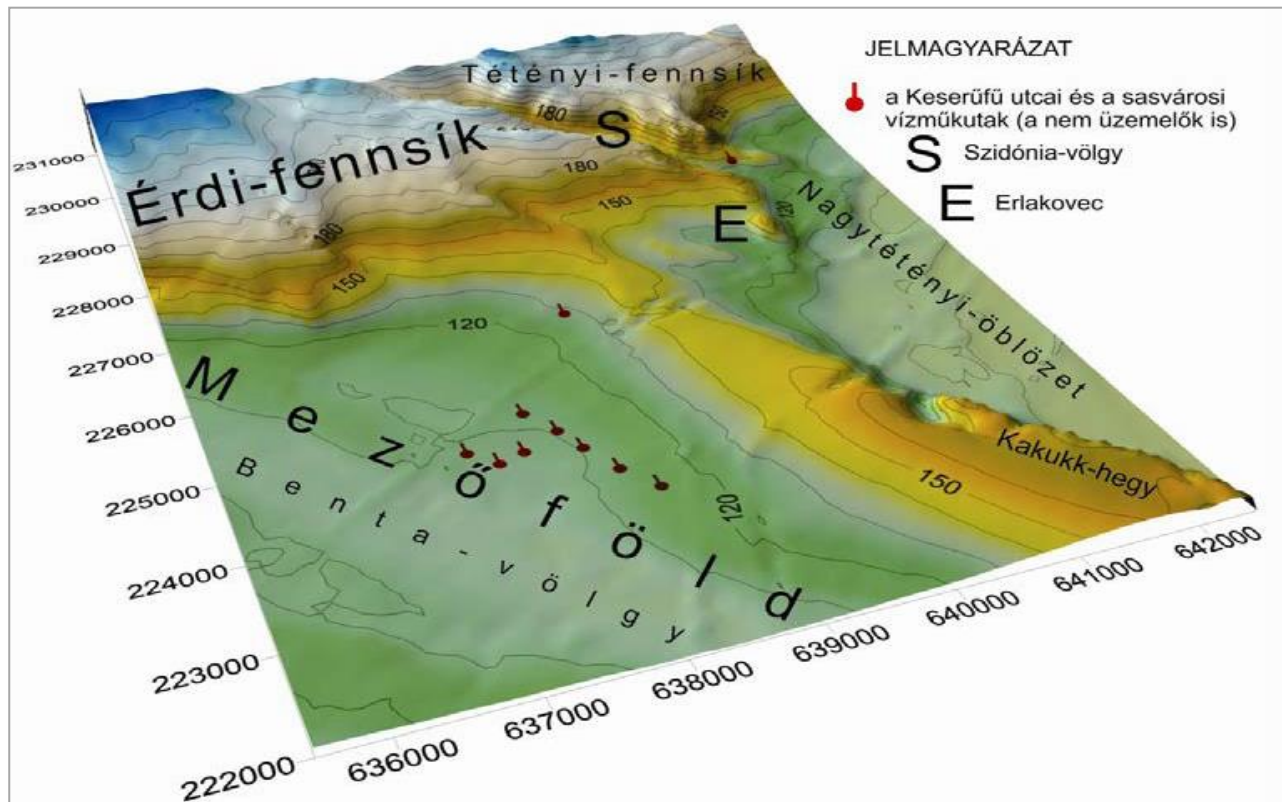 JELMAGYARÁZAT
a Keserűfű utcai és a sasvárosi
vízműkutak (a nem üzemelők is)
S Szidónia-völgy
E Erlakovec
Tétényi-fennsík
180
S
Érdi-fennsík
180
150
E
120
Nagytétényi-öblözet
180
150
120
Mezőföld
Benta-völgy
120
150
Kakukk-hegy
231000
230000
229000
228000
227000
226000
225000
224000
223000
222000
636000
637000
638000
639000
640000
641000
642000